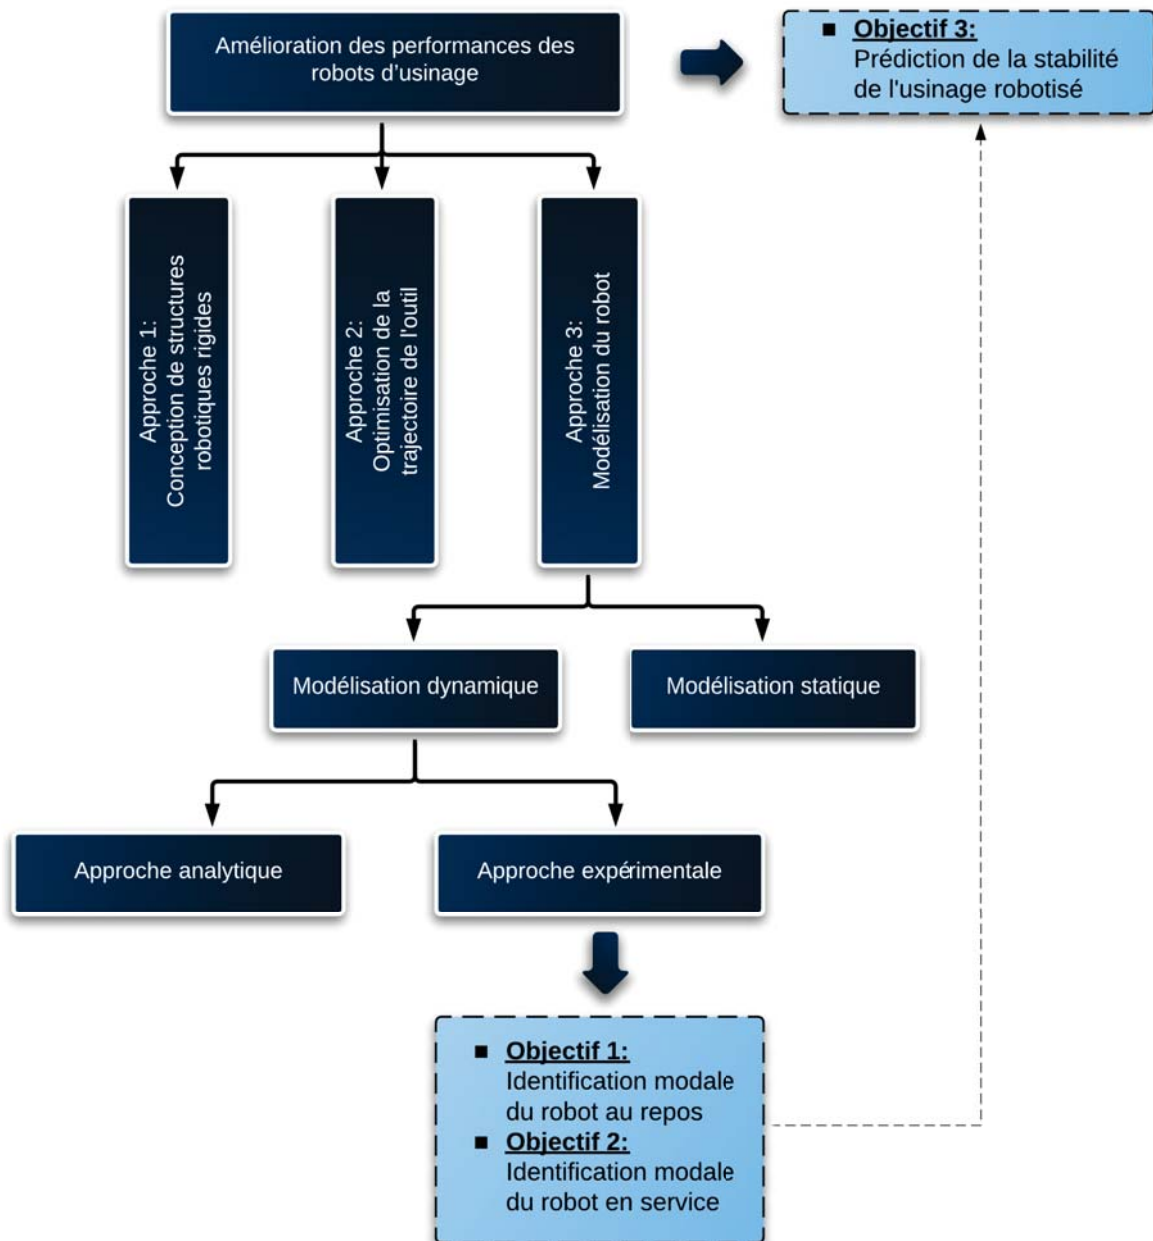 Amélioration des performances des
robots d'usinage
■ Objectif 3:
Prédiction de la stabilité
de l'usinage robotisé
Approche 1:
Conception de structures
robotiques rigides
Approche 2:
Optimisation de la
trajectoire de l'outil
Approche 3:
Modélisation du robot
Modélisation dynamique
Modélisation statique
Approche analytique
Approche expérimentale
■ Objectif 1:
Identification modale
du robot au repos
■ Objectif 2:
Identification modale
du robot en service